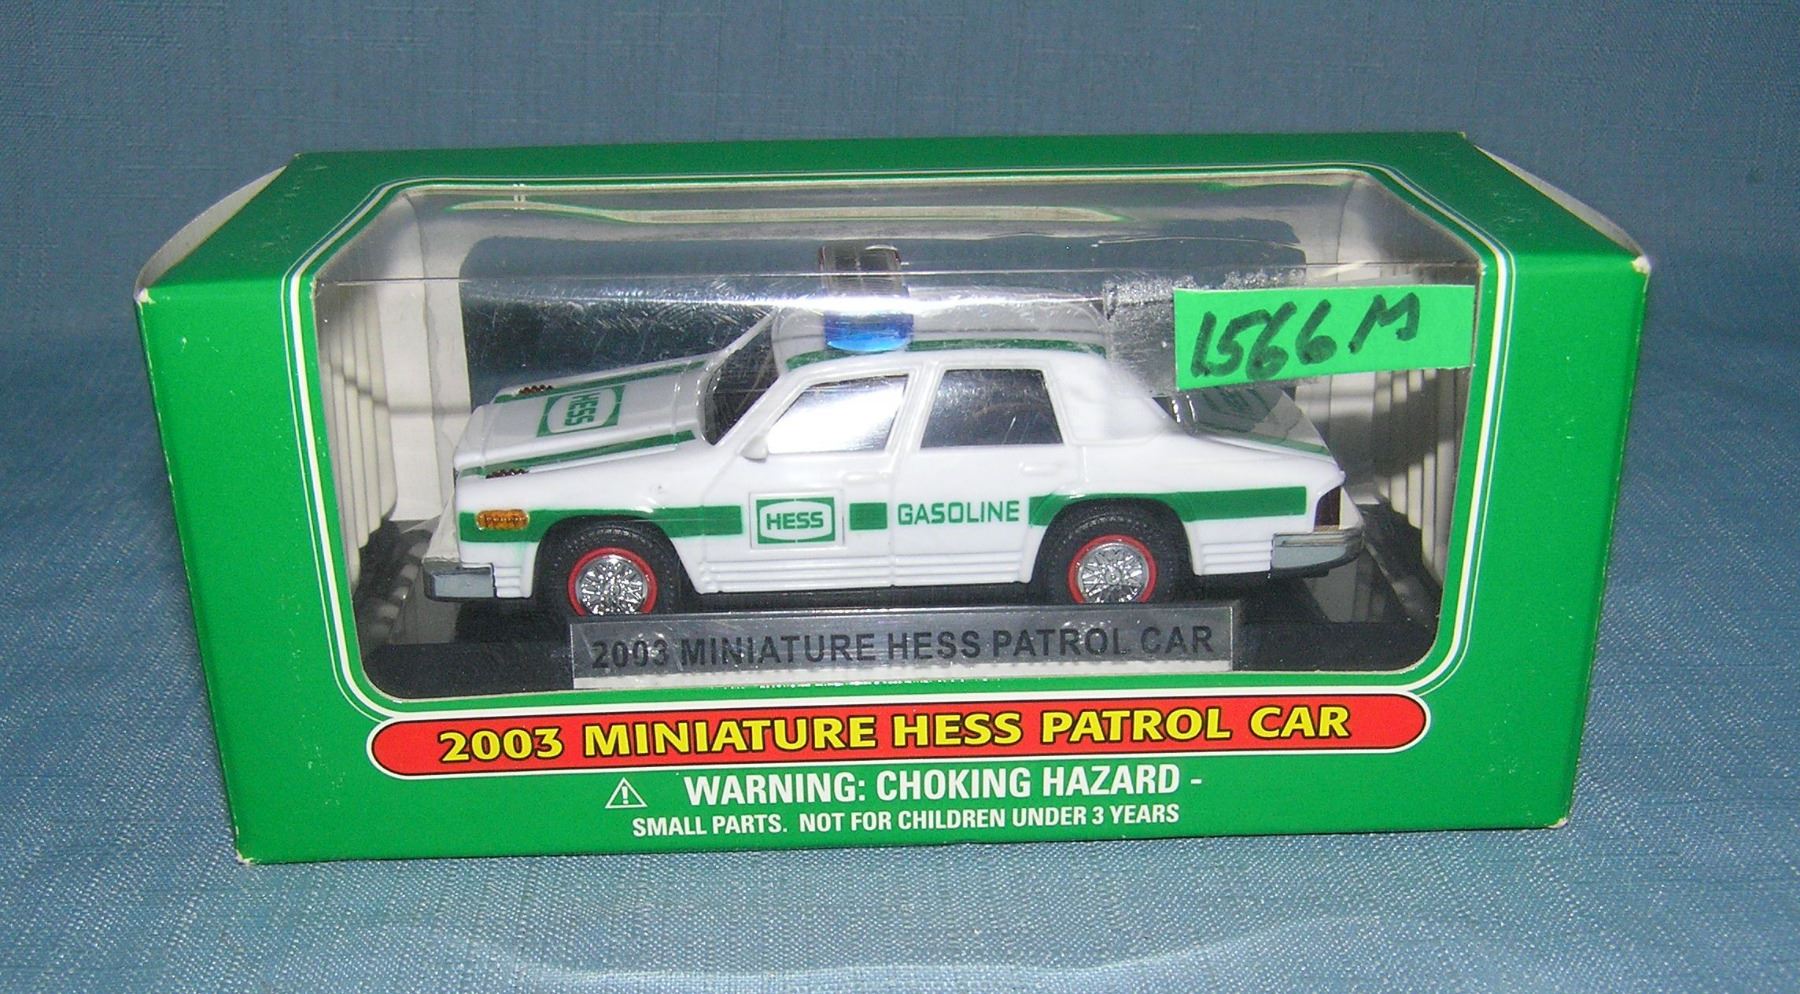 1566M
HESS
HESS
GASOLINE
2003 MINIATURE HESS PATROL CAR
2003 MINIATURE HESS PATROL CAR
WARNING: CHOKING HAZARD -
SMALL PARTS. NOT FOR CHILDREN UNDER 3 YEARS